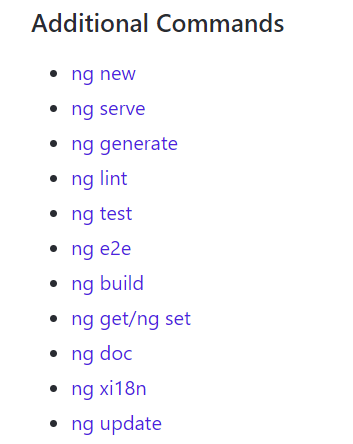 Additional Commands
ng new
ng serve
ng generate
ng lint
ng test
ng e2e
ng build
ng get/ng set
ng doc
ng xi18n
ng update